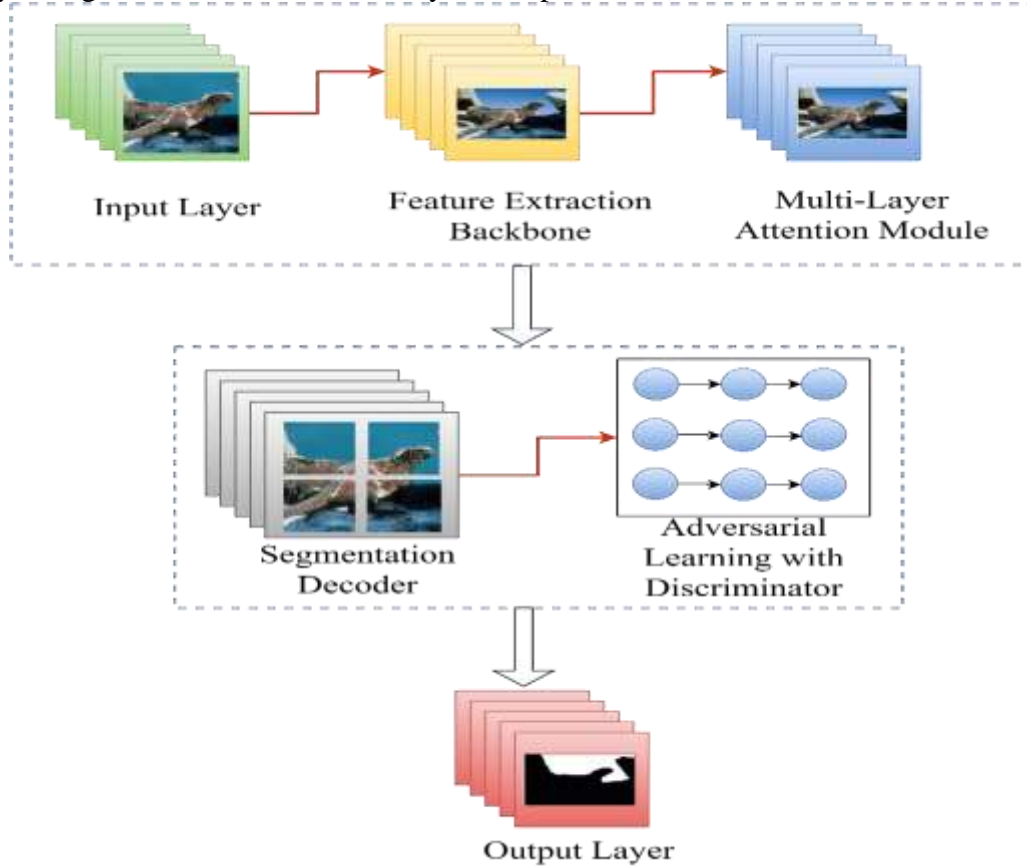 Input Layer
Feature Extraction
Backbone
Multi-Layer
Attention Module
Segmentation
Decoder
Adversarial
Learning with
Discriminator
Output Layer